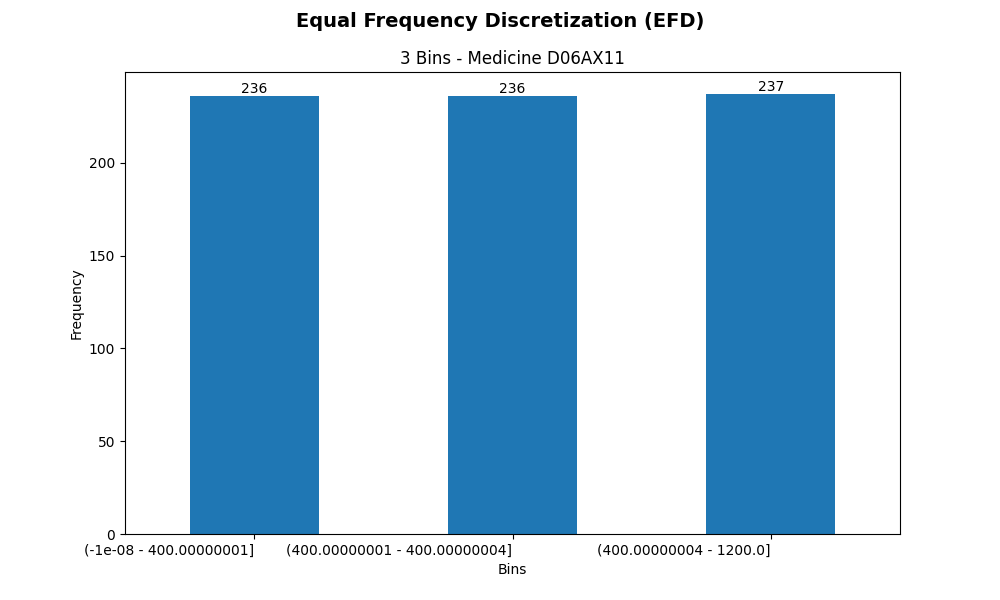 Equal Frequency Discretization (EFD)
3 Bins - Medicine D06AX11
236
236
237
200
150
100
50
0
Frequency
(-1e-08 - 400.00000001]
(400.00000001 - 400.00000004]
(400.00000004 - 1200.0]
Bins